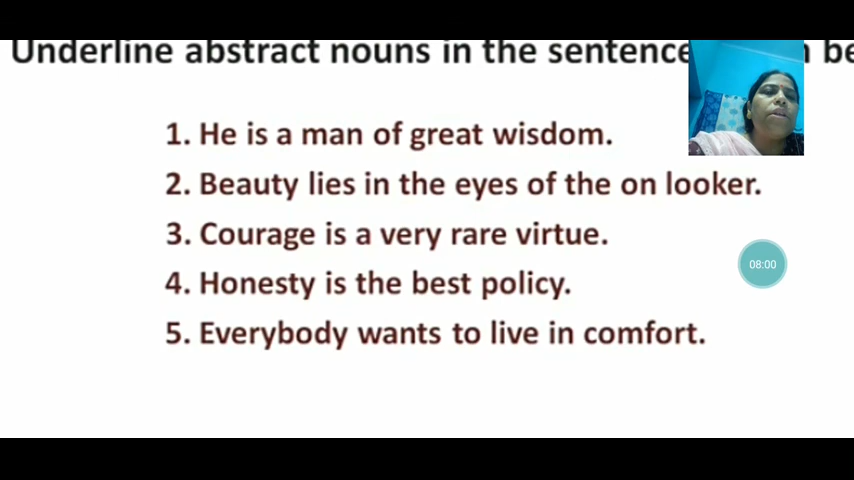 Underline abstract nouns in the sentence
1. He is a man of great wisdom.
2. Beauty lies in the eyes of the on looker.
3. Courage is a very rare virtue.
08:00
4. Honesty is the best policy.
5. Everybody wants to live in comfort.